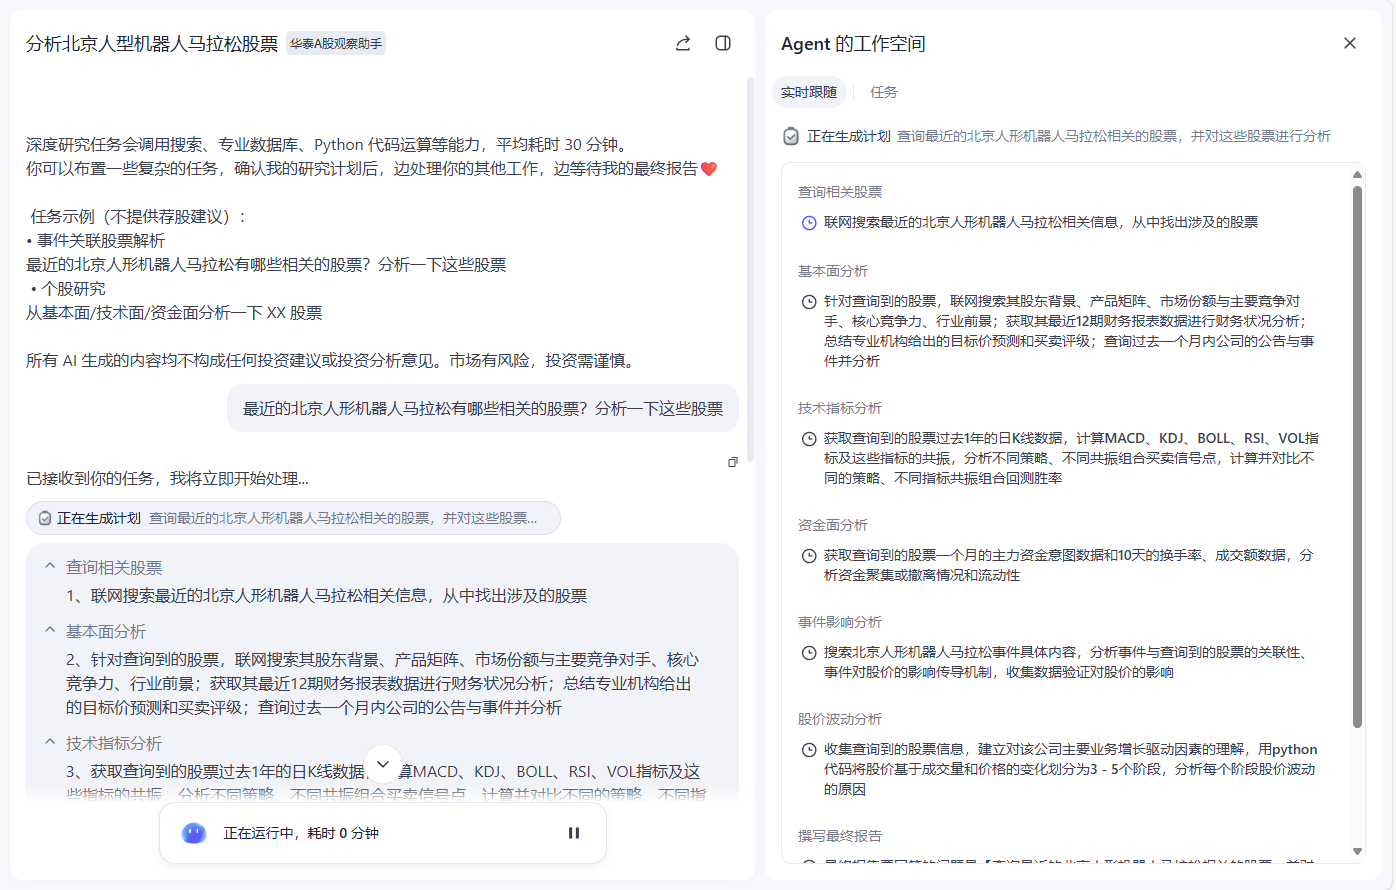 分析北京人型机器人马拉松股票 华泰A股观察助手
深度研究任务会调用搜索、专业数据库、Python 代码运算等能力，平均耗时 30 分钟。
你可以布置一些复杂的任务，确认我的研究计划后，边处理你的其他工作，边等待我的最终报告❤️
任务示例（不提供荐股建议）：
• 事件关联股票解析
最近的北京人形机器人马拉松有哪些相关的股票？分析一下这些股票
• 个股研究
从基本面/技术面/资金面分析一下 XX 股票
所有 AI 生成的内容均不构成任何投资建议或投资分析意见。市场有风险，投资需谨慎。
最近的北京人形机器人马拉松有哪些相关的股票？分析一下这些股票
已接收到你的任务，我将立即开始处理...
正在生成计划 查询最近的北京人形机器人马拉松相关的股票，并对这些股票...
查询相关股票
1、联网搜索最近的北京人形机器人马拉松相关信息，从中找出涉及的股票
基本面分析
2、针对查询到的股票，联网搜索其股东背景、产品矩阵、市场份额与主要竞争对手、核心
竞争力、行业前景；获取其最近12期财务报表数据进行财务状况分析；总结专业机构给出
的目标价预测和买卖评级；查询过去一个月内公司的公告与事件并分析
技术指标分析
3、获取查询到的股票过去1年的日K线数据 算MACD、KDJ、BOLL、RSI、VOL指标及这
些指标的共振，分析不同策略、不同共振组合买卖信号点，计算并对比不同的策略、不同指
正在运行中，耗时 0 分钟
Agent 的工作空间
实时跟随 任务
正在生成计划 查询最近的北京人形机器人马拉松相关的股票，并对这些股票进行分析
查询相关股票
联网搜索最近的北京人形机器人马拉松相关信息，从中找出涉及的股票
基本面分析
针对查询到的股票，联网搜索其股东背景、产品矩阵、市场份额与主要竞争对
手、核心竞争力、行业前景；获取其最近12期财务报表数据进行财务状况分析；
总结专业机构给出的目标价预测和买卖评级；查询过去一个月内公司的公告与事
件并分析
技术指标分析
获取查询到的股票过去1年的日K线数据，计算MACD、KDJ、BOLL、RSI、VOL指
标及这些指标的共振，分析不同策略、不同共振组合买卖信号点，计算并对比不
同的策略、不同指标共振组合回测胜率
资金面分析
获取查询到的股票一个月的主力资金意图数据和10天的换手率、成交额数据，分
析资金聚集或撤离情况和流动性
事件影响分析
搜索北京人形机器人马拉松事件具体内容，分析事件与查询到的股票的关联性、
事件对股价的影响传导机制，收集数据验证对股价的影响
股价波动分析
收集查询到的股票信息，建立对该公司主要业务增长驱动因素的理解，用python
代码将股价基于成交量和价格的变化划分为3 - 5个阶段，分析每个阶段股价波动
的原因
撰写最终报告